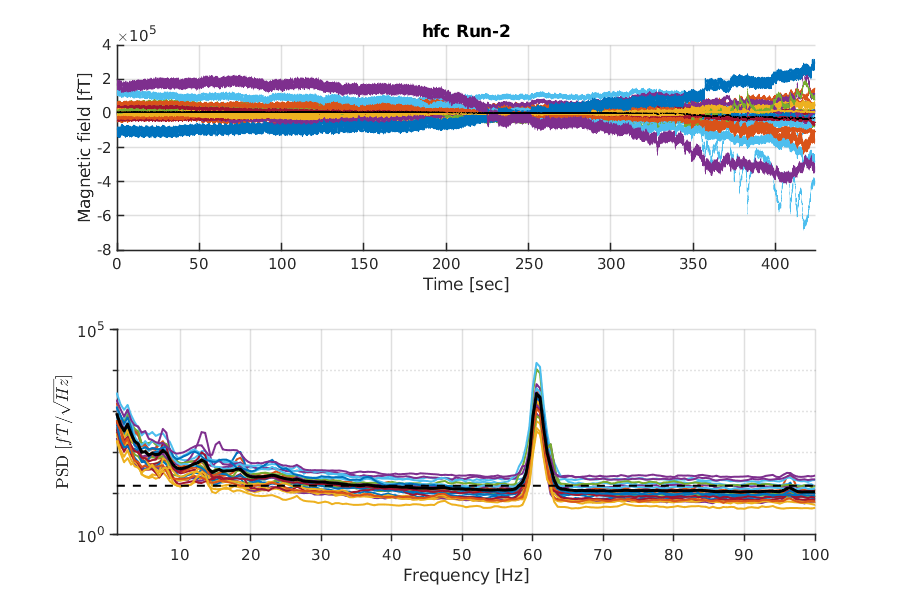 hfc Run-2
×10⁵
4
2
0
-2
-4
-6
-8
Magnetic field [fT]
0 50 100 150 200 250 300 350 400
Time [sec]
10⁵
10⁰
PSD [fT/√Hz]
10 20 30 40 50 60 70 80 90 100
Frequency [Hz]